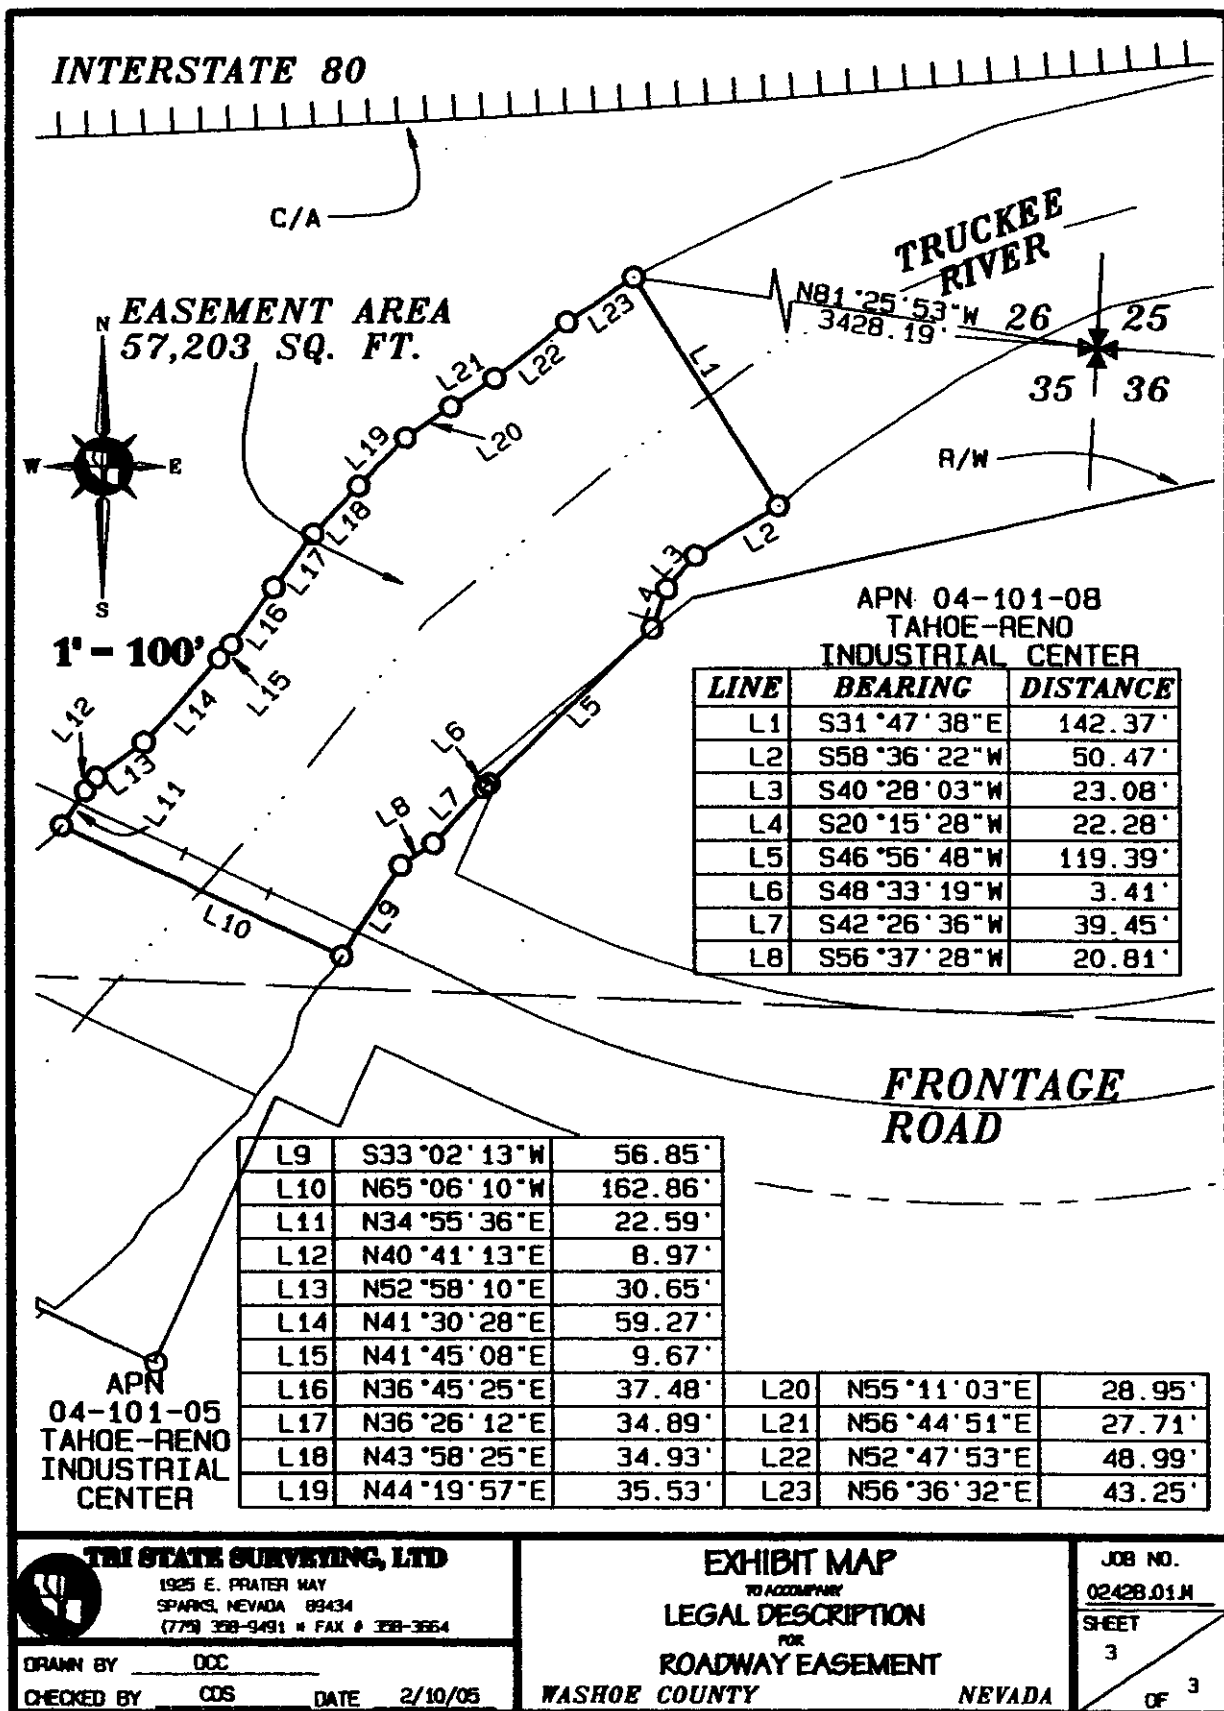 INTERSTATE 80
C/A
TRUCKEE
RIVER
N81°25'53"W
3428.19'
26 25
35 36
EASEMENT AREA
57,203 SQ. FT.
N
W E
S
1" = 100'
R/W
L1
L2
L3
L4
L5
L6
L7
L8
L9
L10
L11
L12
L13
L14
L15
L16
L17
L18
L19
L20
L21
L22
L23
APN 04-101-08
TAHOE-RENO
INDUSTRIAL CENTER
LINE BEARING DISTANCE
L1 S31°47'38"E 142.37'
L2 S58°36'22"W 50.47'
L3 S40°28'03"W 23.08'
L4 S20°15'28"W 22.28'
L5 S46°56'48"W 119.39'
L6 S48°33'19"W 3.41'
L7 S42°26'36"W 39.45'
L8 S56°37'28"W 20.81'
FRONTAGE
ROAD
L9 S33°02'13"W 56.85'
L10 N65°06'10"W 162.86'
L11 N34°55'36"E 22.59'
L12 N40°41'13"E 8.97'
L13 N52°58'10"E 30.65'
L14 N41°30'28"E 59.27'
L15 N41°45'08"E 9.67'
L16 N36°45'25"E 37.48' L20 N55°11'03"E 28.95'
L17 N36°26'12"E 34.89' L21 N56°44'51"E 27.71'
L18 N43°58'25"E 34.93' L22 N52°47'53"E 48.99'
L19 N44°19'57"E 35.53' L23 N56°36'32"E 43.25'
APN
04-101-05
TAHOE-RENO
INDUSTRIAL
CENTER
TRI STATE SURVEYING, LTD
1925 E. PRATER WAY
SPARKS, NEVADA 89434
(775) 358-9491 * FAX # 358-3664
DRAWN BY DCC
CHECKED BY CDS DATE 2/10/05
EXHIBIT MAP
TO ACCOMPANY
LEGAL DESCRIPTION
FOR
ROADWAY EASEMENT
WASHOE COUNTY NEVADA
JOB NO.
02428.01.M
SHEET
3
OF 3